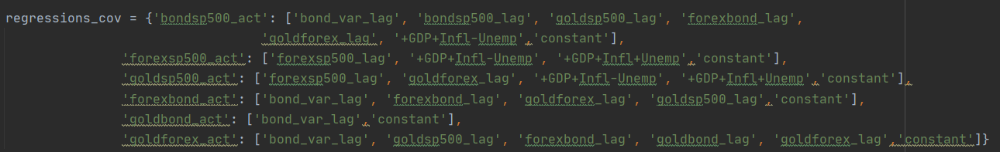 regressions_cov = {'bondsp500_act': ['bond_var_lag', 'bondsp500_lag', 'goldsp500_lag', 'forexbond_lag',
'goldforex_lag', '+GDP+Infl-Unemp','constant'],
'forexsp500_act': ['forexsp500_lag', '+GDP+Infl-Unemp', '+GDP+Infl+Unemp','constant'],
'goldsp500_act': ['forexsp500_lag', 'goldforex_lag', '+GDP+Infl-Unemp', '+GDP+Infl+Unemp','constant'],
'forexbond_act': ['bond_var_lag', 'forexbond_lag', 'goldforex_lag', 'goldsp500_lag','constant'],
'goldbond_act': ['bond_var_lag','constant'],
'goldforex_act': ['bond_var_lag', 'goldsp500_lag', 'forexbond_lag', 'goldbond_lag', 'goldforex_lag','constant']}